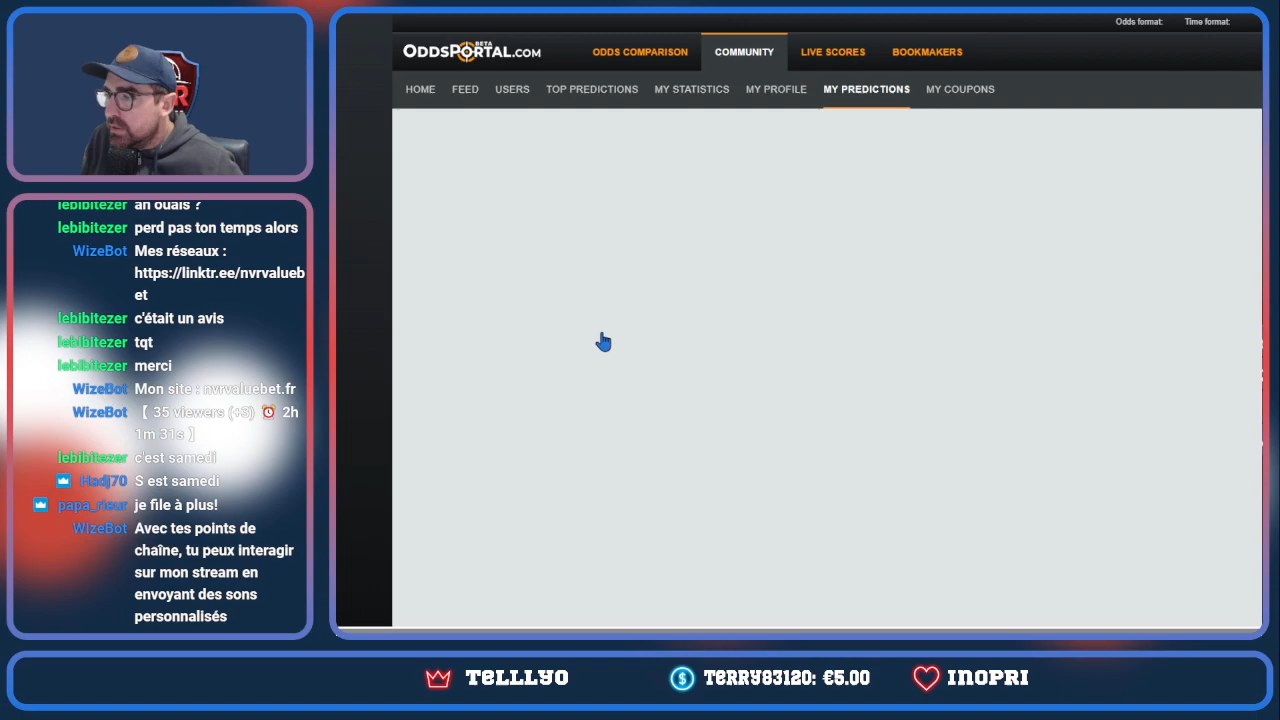 Odds format: Time format:
BETA
ODDSPORTAL.COM ODDS COMPARISON COMMUNITY LIVE SCORES BOOKMAKERS
HOME FEED USERS TOP PREDICTIONS MY STATISTICS MY PROFILE MY PREDICTIONS MY COUPONS
lebibitezer ah ouais ?
lebibitezer perd pas ton temps alors
WizeBot Mes réseaux :
https://linktr.ee/nvrvalueb
et
lebibitezer c'était un avis
lebibitezer tqt
lebibitezer merci
WizeBot Mon site : nvrvaluebet.fr
WizeBot 【 35 viewers (+3) ⏰ 2h
1m 31s 】
lebibitezer c'est samedi
Hadj70 S est samedi
papa_rieur je file à plus!
WizeBot Avec tes points de
chaîne, tu peux interagir
sur mon stream en
envoyant des sons
personnalisés
TELLLYO TERRY83120: €5.00 INOPRI